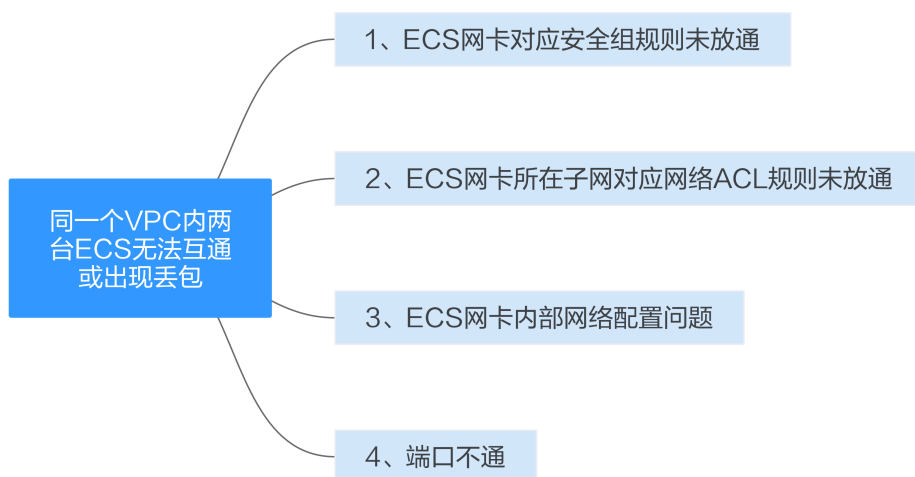 1、ECS网卡对应安全组规则未放通
2、ECS网卡所在子网对应网络ACL规则未放通
同一个VPC内两
台ECS无法互通
或出现丢包
3、ECS网卡内部网络配置问题
4、端口不通